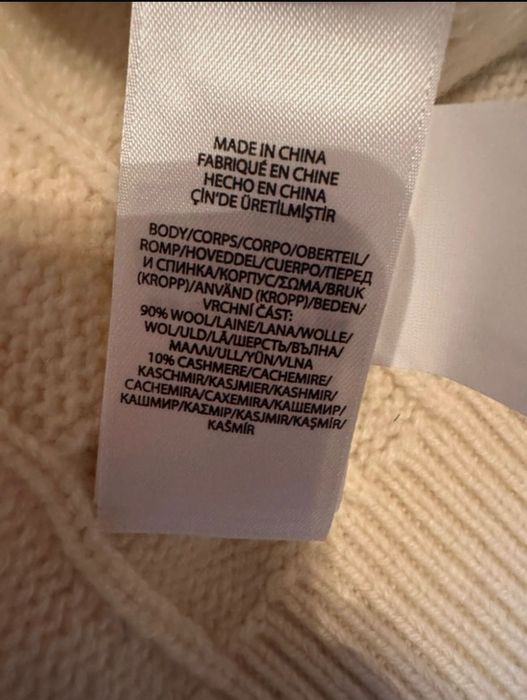 MADE IN CHINA
FABRIQUÉ EN CHINE
HECHO EN CHINA
ÇİN'DE ÜRETİLMİŞTİR
BODY/CORPS/CORPO/OBERTEIL/
ROMP/HOVEDDEL/CUERPO/ПЕРЕД
И СПИНКА/КОРПУС/ΣΩΜΑ/BRUK
(KROPP)/ANVÄND (KROPP)/BEDEN/
VRCHNÍ ČÁST:
90% WOOL/LAINE/LANA/WOLLE/
WOL/ULD/LÃ/ШЕРСТЬ/ВЪЛНА/
ΜΑΛΛΙ/ULL/YÜN/VLNA
10% CASHMERE/CACHEMIRE/
KASCHMIR/KASJMIER/KASHMIR/
CACHEMIRA/CAXEMIRA/КАШЕМИР/
КАШМИР/ΚΑΣΜΙΡ/KASJMIR/KAŞMİR/
KAŠMÍR